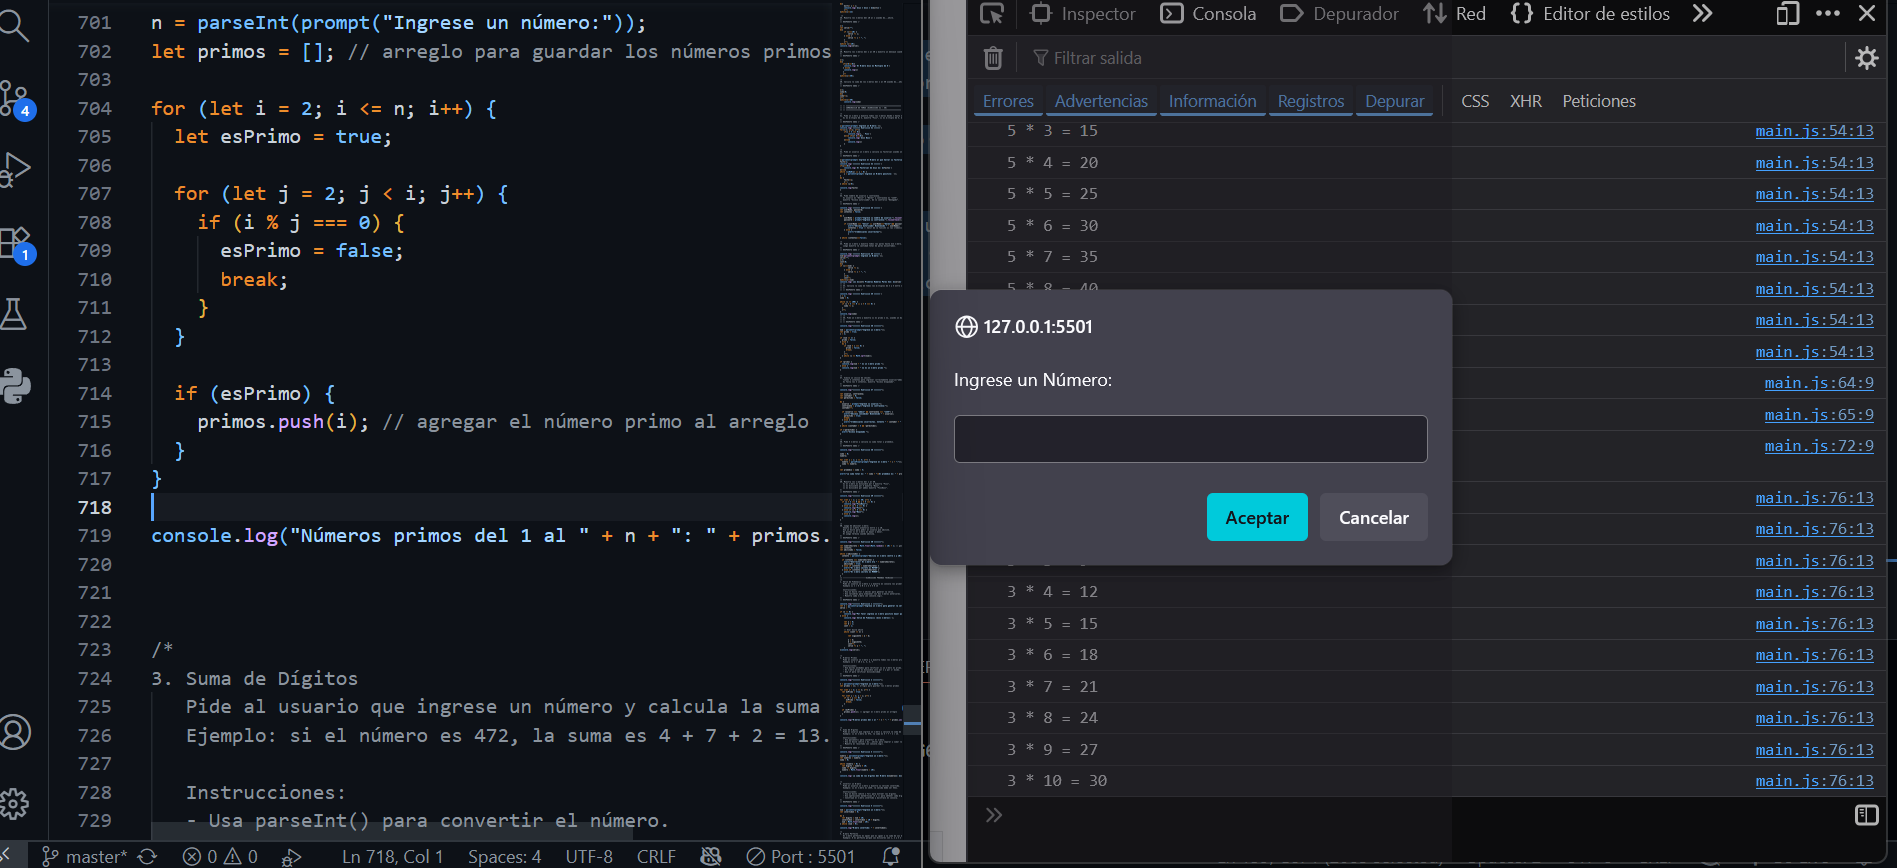 701 n = parseInt(prompt("Ingrese un número:"));
702 let primos = []; // arreglo para guardar los números primos
703
704 for (let i = 2; i <= n; i++) {
705 let esPrimo = true;
706
707 for (let j = 2; j < i; j++) {
708 if (i % j === 0) {
709 esPrimo = false;
710 break;
711 }
712 }
713
714 if (esPrimo) {
715 primos.push(i); // agregar el número primo al arreglo
716 }
717 }
718
719 console.log("Números primos del 1 al " + n + ": " + primos.
720
721
722
723 /*
724 3. Suma de Dígitos
725 Pide al usuario que ingrese un número y calcula la suma
726 Ejemplo: si el número es 472, la suma es 4 + 7 + 2 = 13.
727
728 Instrucciones:
729 - Usa parseInt() para convertir el número.
4
1
master* 0 0 Ln 718, Col 1 Spaces: 4 UTF-8 CRLF Port : 5501
Inspector Consola Depurador Red {} Editor de estilos
Filtrar salida
Errores Advertencias Información Registros Depurar CSS XHR Peticiones
5 * 3 = 15 main.js:54:13
5 * 4 = 20 main.js:54:13
5 * 5 = 25 main.js:54:13
5 * 6 = 30 main.js:54:13
5 * 7 = 35 main.js:54:13
5 * 8 = 40 main.js:54:13
main.js:54:13
main.js:54:13
main.js:64:9
main.js:65:9
main.js:72:9
main.js:76:13
main.js:76:13
main.js:76:13
3 * 4 = 12 main.js:76:13
3 * 5 = 15 main.js:76:13
3 * 6 = 18 main.js:76:13
3 * 7 = 21 main.js:76:13
3 * 8 = 24 main.js:76:13
3 * 9 = 27 main.js:76:13
3 * 10 = 30 main.js:76:13
127.0.0.1:5501
Ingrese un Número:
Aceptar Cancelar